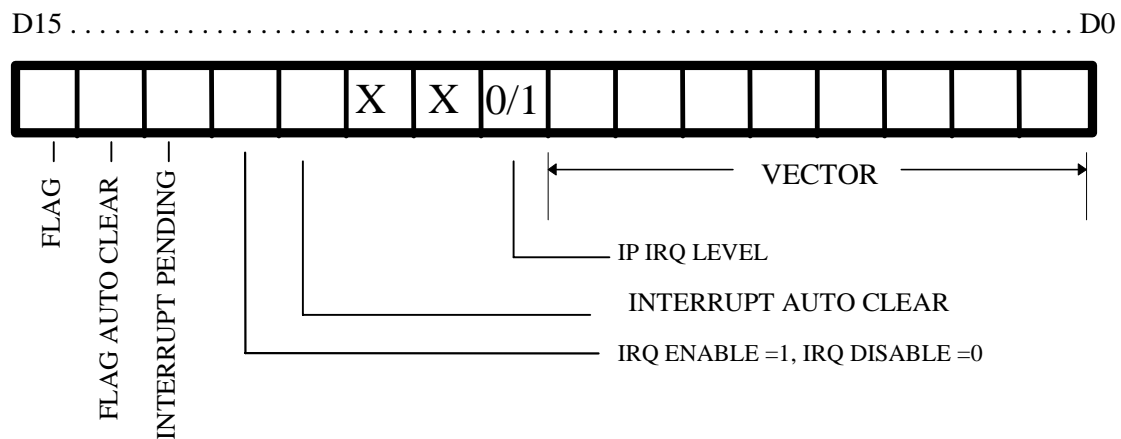 D15 . . . . . . . . . . . . . . . . . . . . . . . . . . . . . . . . . . . . . . . . . . . . . . . . . . . . . . . . . . . . . . . . . . . D0
X X 0/1
VECTOR
FLAG
FLAG AUTO CLEAR
INTERRUPT PENDING
IP IRQ LEVEL
INTERRUPT AUTO CLEAR
IRQ ENABLE =1, IRQ DISABLE =0